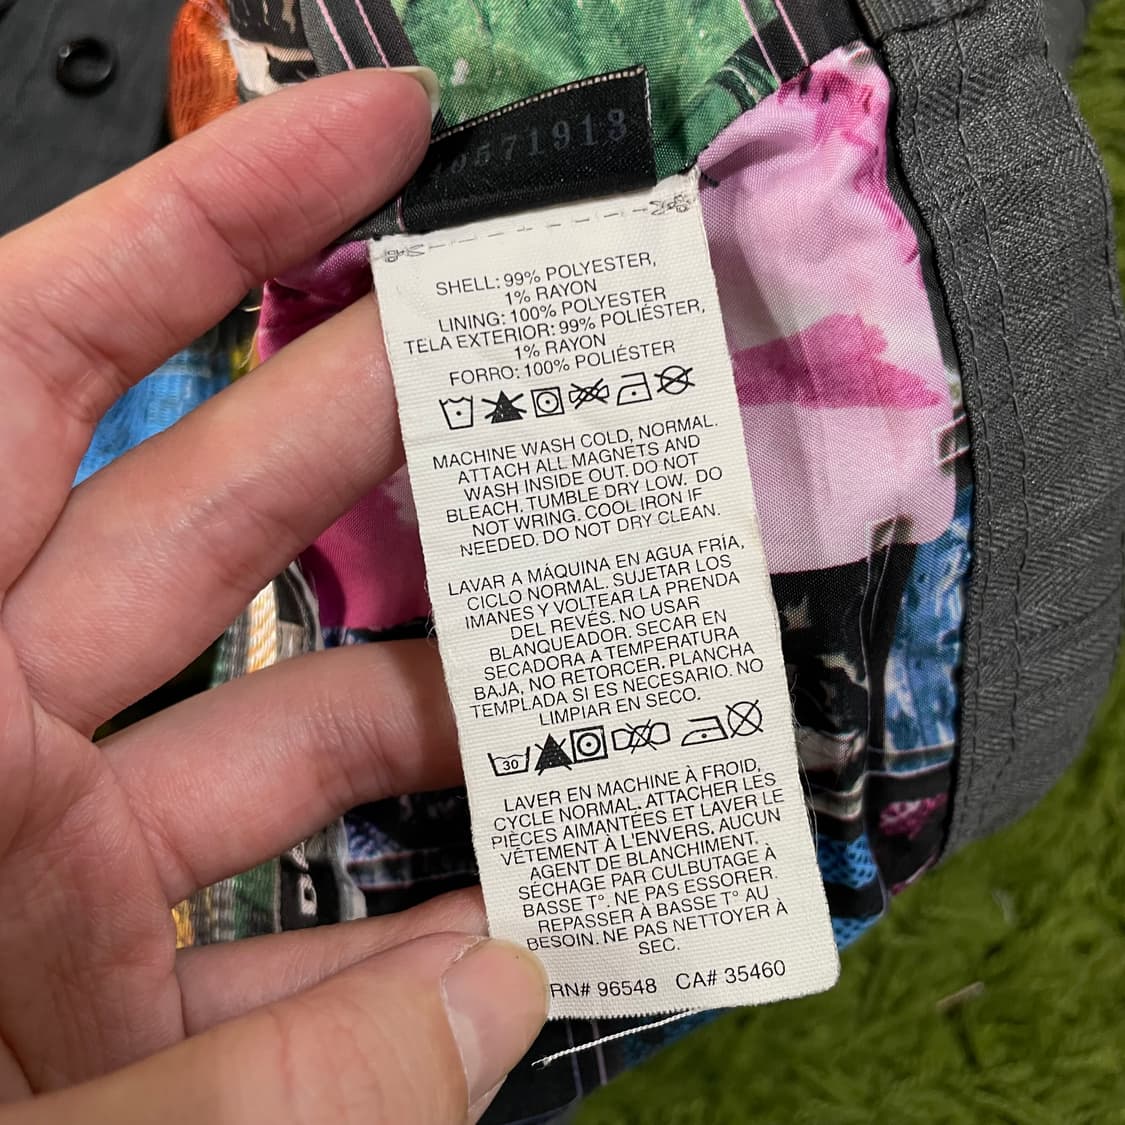 571913
SHELL: 99% POLYESTER,
1% RAYON
LINING: 100% POLYESTER
TELA EXTERIOR: 99% POLIÉSTER,
1% RAYON
FORRO: 100% POLIÉSTER
MACHINE WASH COLD, NORMAL.
ATTACH ALL MAGNETS AND
WASH INSIDE OUT. DO NOT
BLEACH. TUMBLE DRY LOW. DO
NOT WRING. COOL IRON IF
NEEDED. DO NOT DRY CLEAN.
LAVAR A MÁQUINA EN AGUA FRÍA,
CICLO NORMAL. SUJETAR LOS
IMANES Y VOLTEAR LA PRENDA
DEL REVÉS. NO USAR
BLANQUEADOR. SECAR EN
SECADORA A TEMPERATURA
BAJA, NO RETORCER. PLANCHA
TEMPLADA SI ES NECESARIO. NO
LIMPIAR EN SECO.
30
LAVER EN MACHINE À FROID,
CYCLE NORMAL. ATTACHER LES
PIÈCES AIMANTÉES ET LAVER LE
VÊTEMENT À L'ENVERS. AUCUN
AGENT DE BLANCHIMENT.
SÉCHAGE PAR CULBUTAGE À
BASSE T°. NE PAS ESSORER.
REPASSER À BASSE T° AU
BESOIN. NE PAS NETTOYER À
SEC.
RN# 96548 CA# 35460